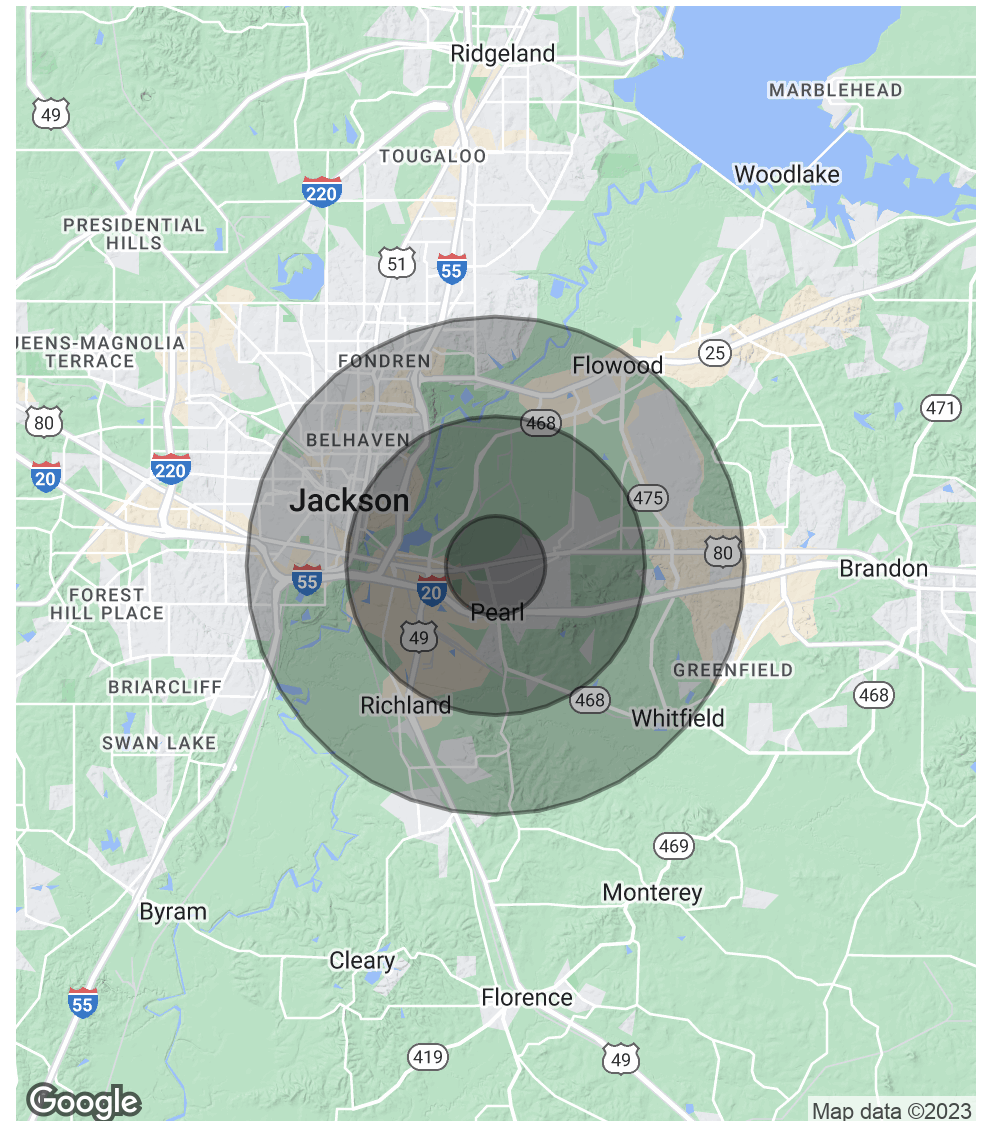 Ridgeland
MARBLEHEAD
49
TOUGALOO
Woodlake
220
PRESIDENTIAL
HILLS
51
55
25
JEENS-MAGNOLIA
TERRACE
FONDREN
Flowood
471
80
468
BELHAVEN
20
220
Jackson
475
80
55
20
Brandon
FOREST
HILL PLACE
Pearl
49
GREENFIELD
BRIARCLIFF
468
468
Richland
Whitfield
SWAN LAKE
469
Monterey
Byram
Cleary
Florence
55
419
49
Google
Map data ©2023